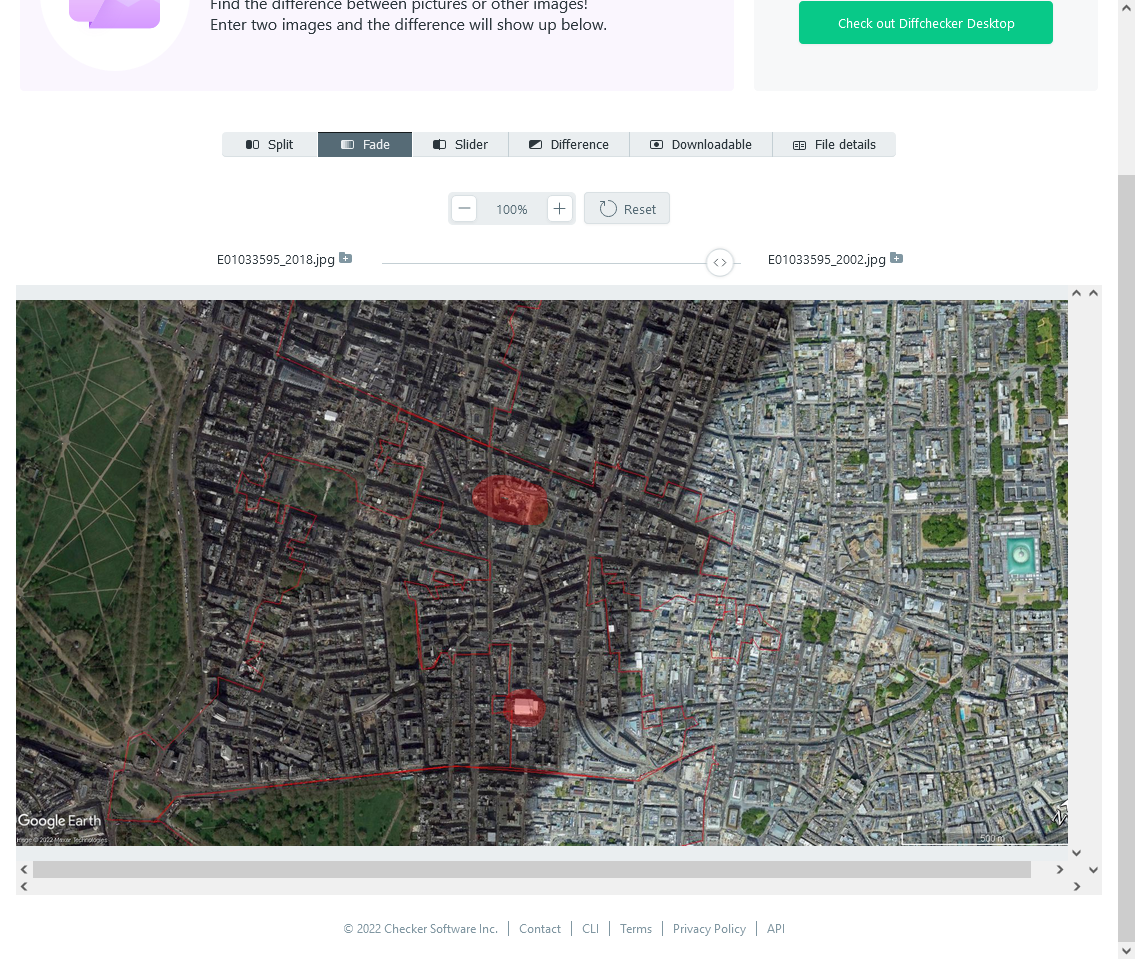 Find the difference between pictures or other images!
Enter two images and the difference will show up below.
Check out Diffchecker Desktop
Split
Fade
Slider
Difference
Downloadable
File details
100%
Reset
E01033595_2018.jpg
E01033595_2002.jpg
Google Earth
Image © 2022 Maxar Technologies
500 m
N
© 2022 Checker Software Inc.
Contact
CLI
Terms
Privacy Policy
API